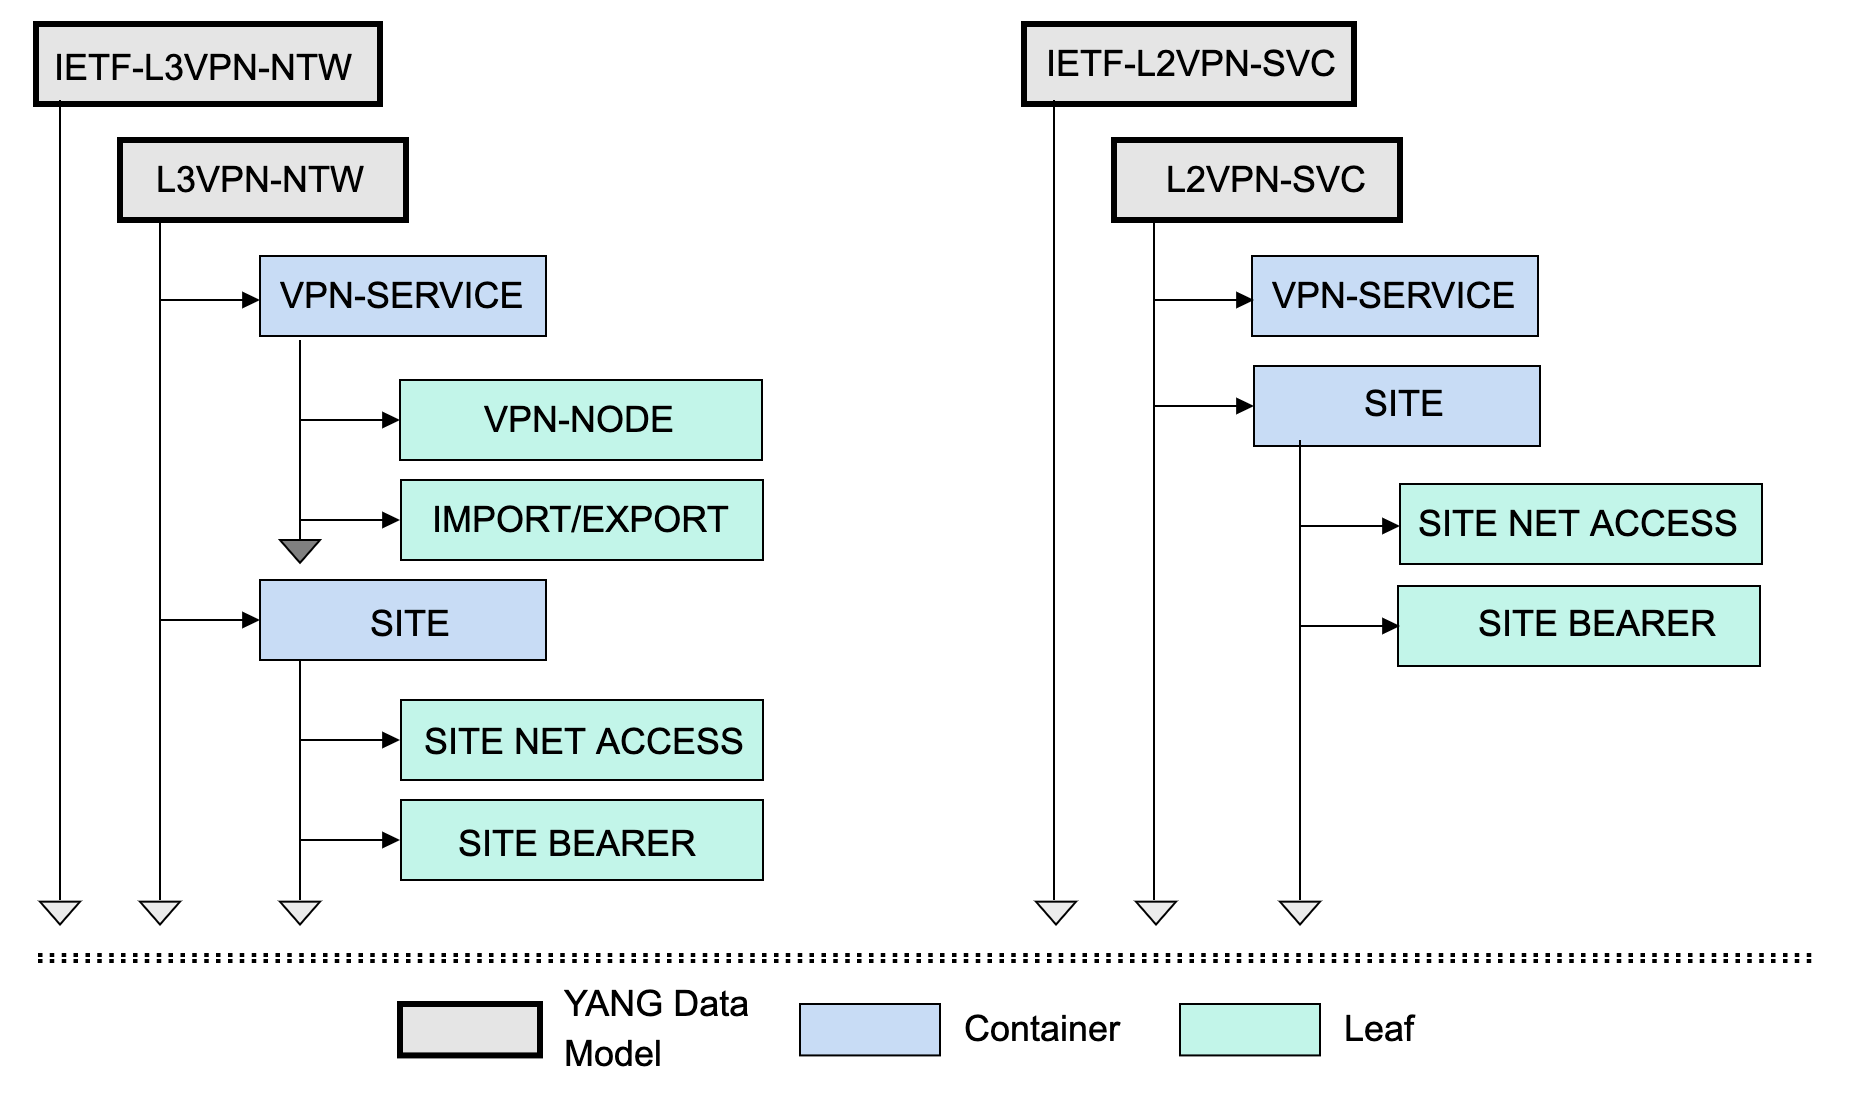 IETF-L3VPN-NTW
L3VPN-NTW
VPN-SERVICE
VPN-NODE
IMPORT/EXPORT
SITE
SITE NET ACCESS
SITE BEARER
IETF-L2VPN-SVC
L2VPN-SVC
VPN-SERVICE
SITE
SITE NET ACCESS
SITE BEARER
YANG Data
Model
Container
Leaf